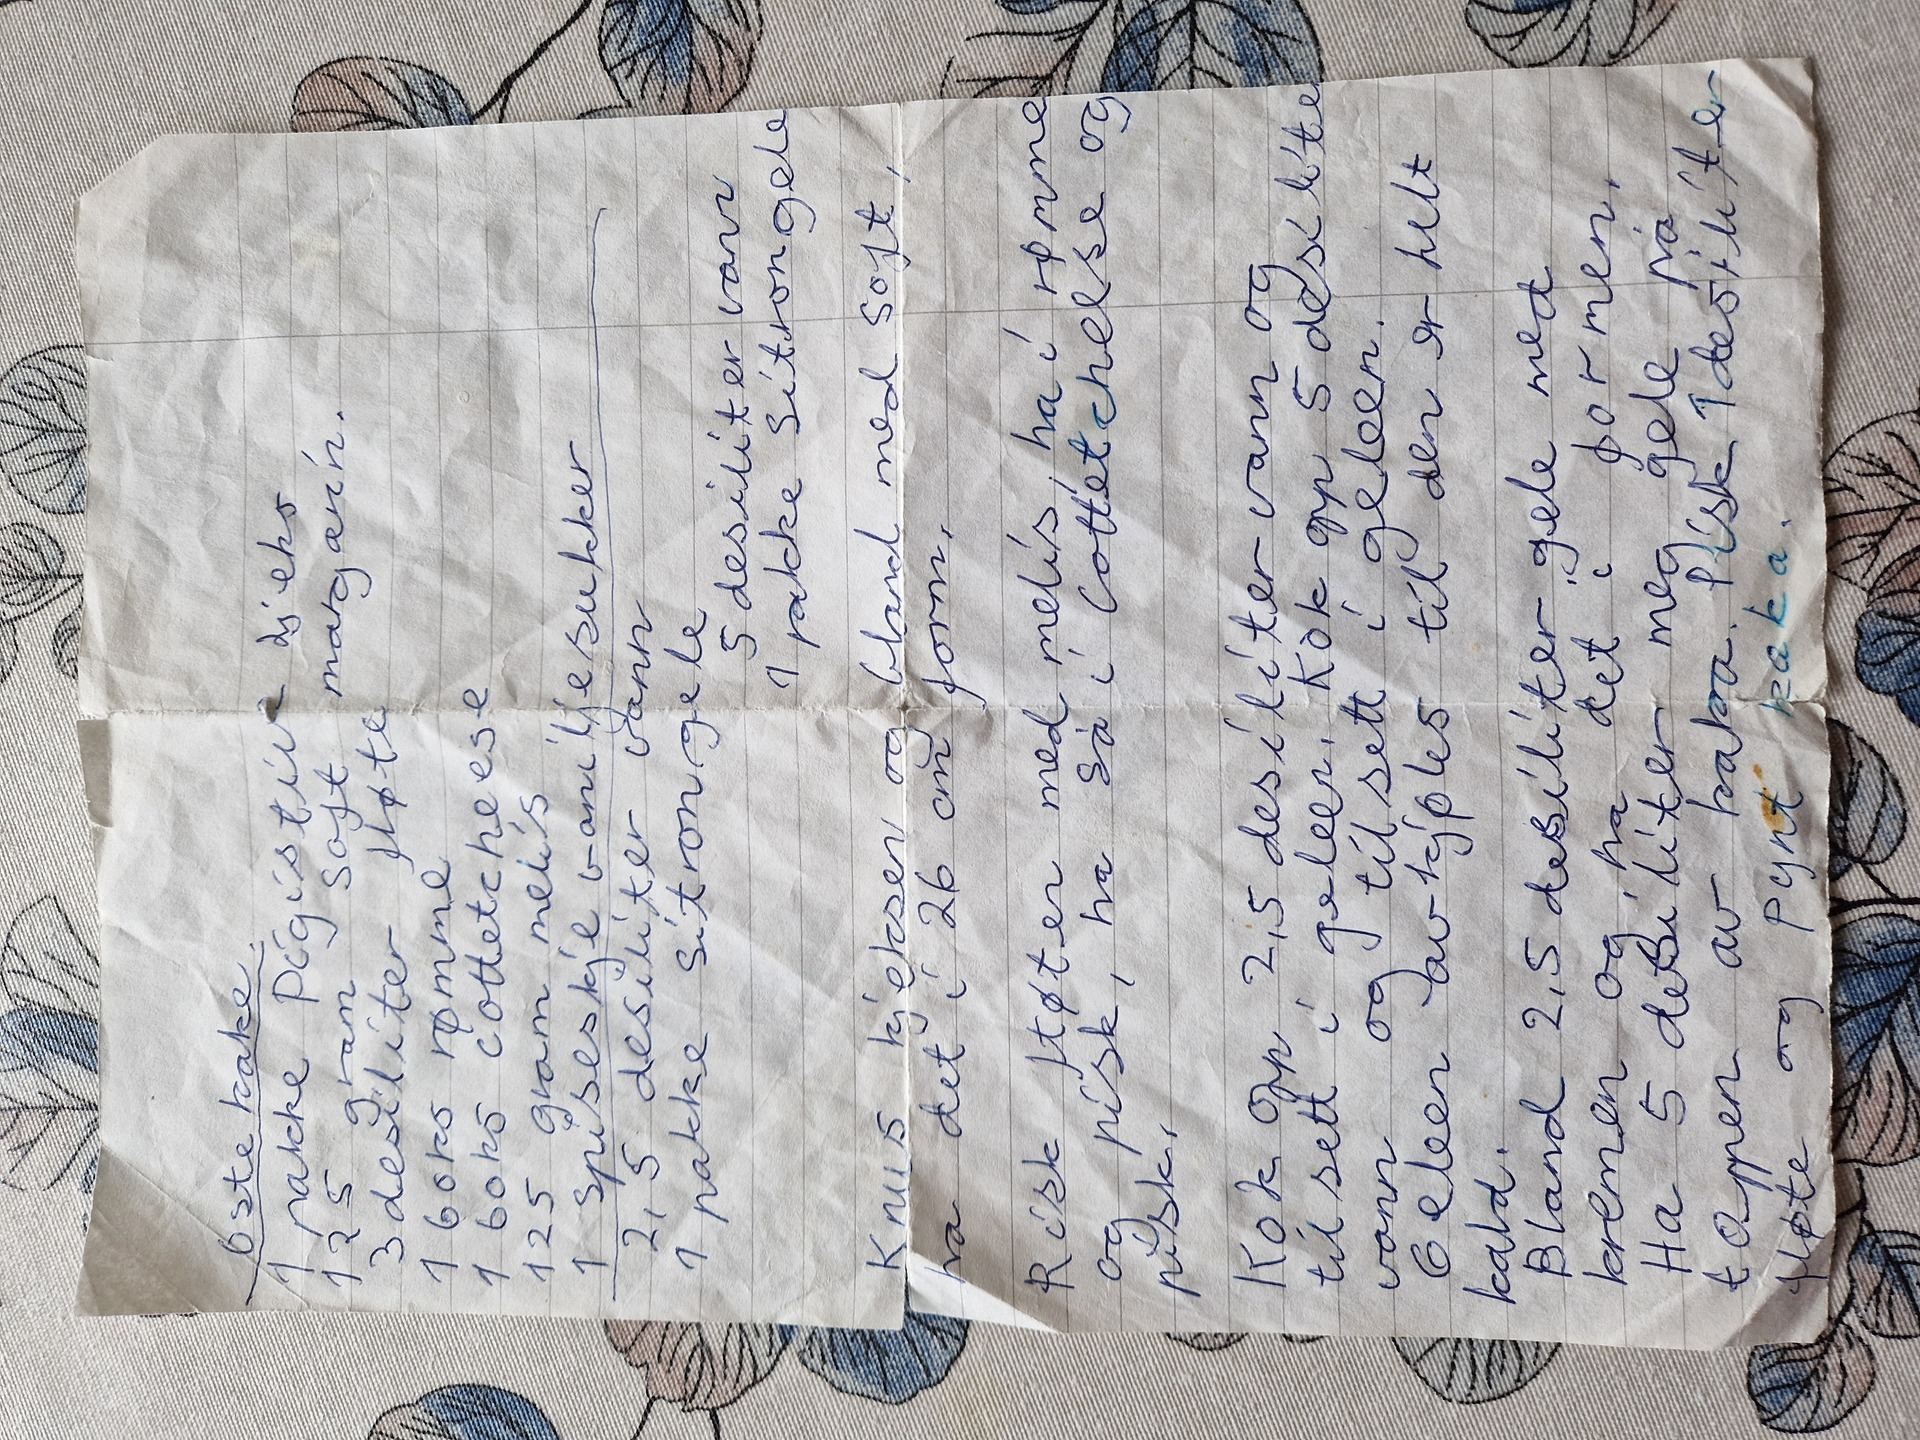 Ostekake.
1 pakke Digistiv kjeks
125 gram Soft margarin.
3 desiliter fløte
1 boks rømme
1 boks cottetcheese
125 gram melis
1 spiseskje vaniljesukker
2,5 desiliter vann
1 pakke Sitrongele
5 desiliter vann
1 pakke Sitrongele
Knus kjeksen og bland med Soft,
ha det i 26 cm form.
Pisk fløten med melis, ha i rømme
og pisk, ha så i Cottetcheese og
pisk.
Kok opp 2,5 desiliter vann og
tilsett i geleen. Kok opp 5 desiliter
vann og tilsett i geleen.
Geleen avkjøles til den er helt
kald.
Bland 2,5 desiliter gele med
kremen og ha det i formen.
Ha 5 desiliter meg gele på
toppen av kaka. Pisk 1 desiliter
fløte og pynt kaka.